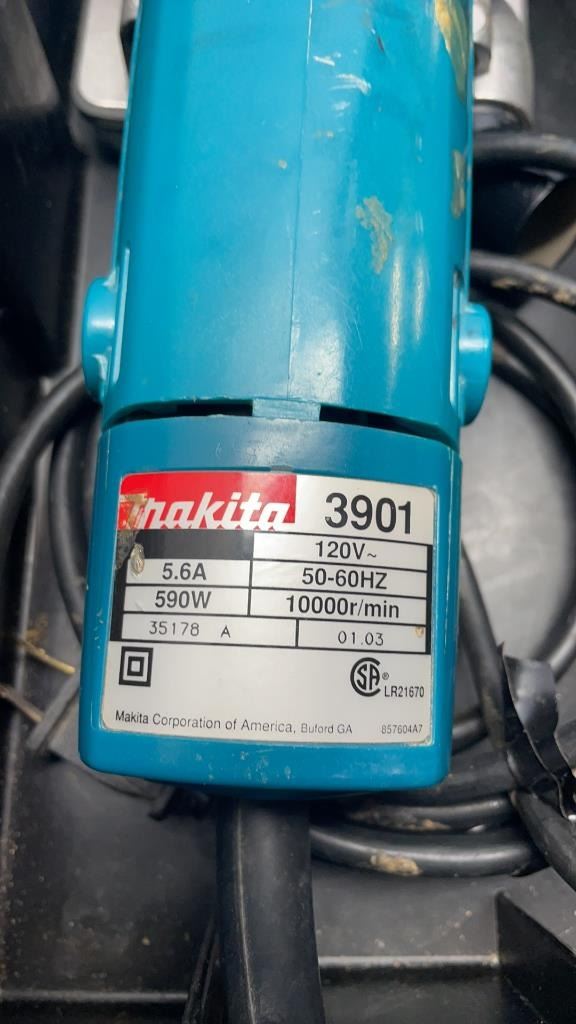 makita 3901
120V~
5.6A 50-60HZ
590W 10000r/min
35178 A 01.03
SA® LR21670
Makita Corporation of America, Buford GA 857604A7